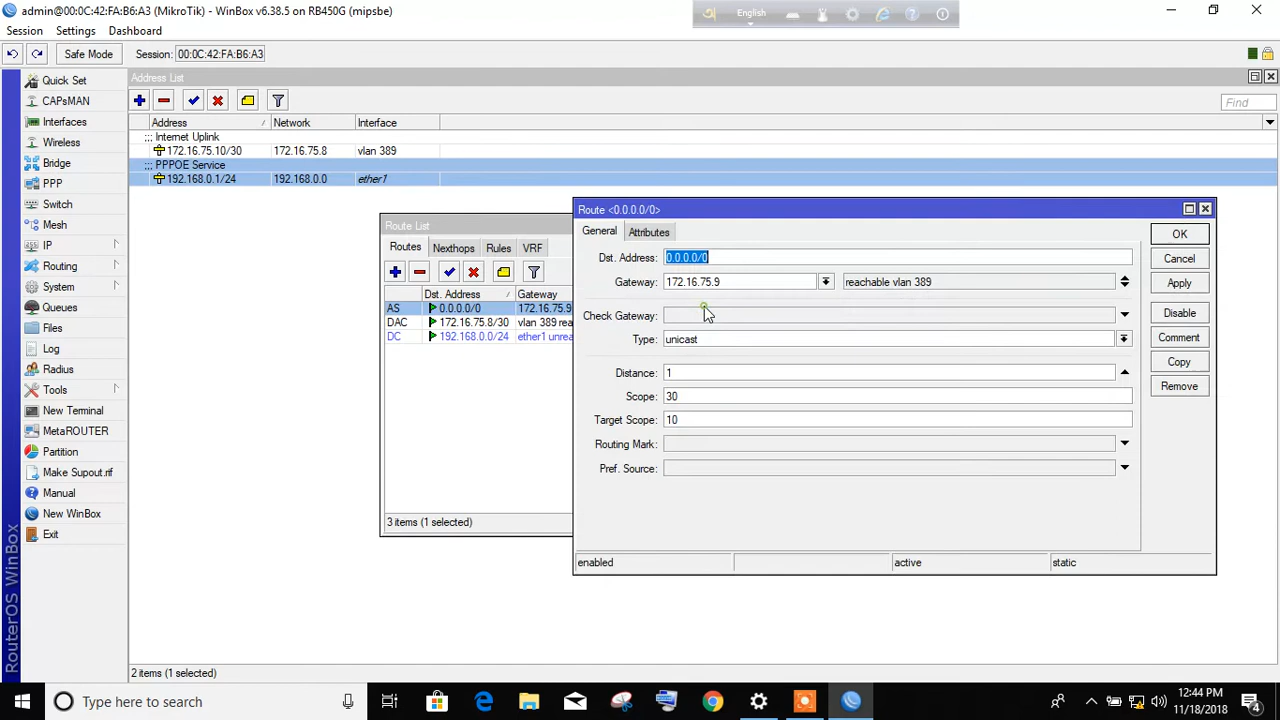 admin@00:0C:42:FA:B6:A3 (MikroTik) - WinBox v6.38.5 on RB450G (mipsbe)
English
Session Settings Dashboard
Safe Mode Session: 00:0C:42:FA:B6:A3
Quick Set
CAPsMAN
Interfaces
Wireless
Bridge
PPP
Switch
Mesh
IP
Routing
System
Queues
Files
Log
Radius
Tools
New Terminal
MetaROUTER
Partition
Make Supout.rif
Manual
New WinBox
Exit
RouterOS WinBox
Address List
Find
Address Network Interface
;;; Internet Uplink
172.16.75.10/30 172.16.75.8 vlan 389
;;; PPPOE Service
192.168.0.1/24 192.168.0.0 ether1
2 items (1 selected)
Route List
Routes Nexthops Rules VRF
Dst. Address Gateway
AS 0.0.0.0/0 172.16.75.9
DAC 172.16.75.8/30 vlan 389 rea
DC 192.168.0.0/24 ether1 unrea
3 items (1 selected)
Route <0.0.0.0/0>
General Attributes
Dst. Address: 0.0.0.0/0
Gateway: 172.16.75.9 reachable vlan 389
Check Gateway:
Type: unicast
Distance: 1
Scope: 30
Target Scope: 10
Routing Mark:
Pref. Source:
OK
Cancel
Apply
Disable
Comment
Copy
Remove
enabled active static
Type here to search
12:44 PM
11/18/2018
4